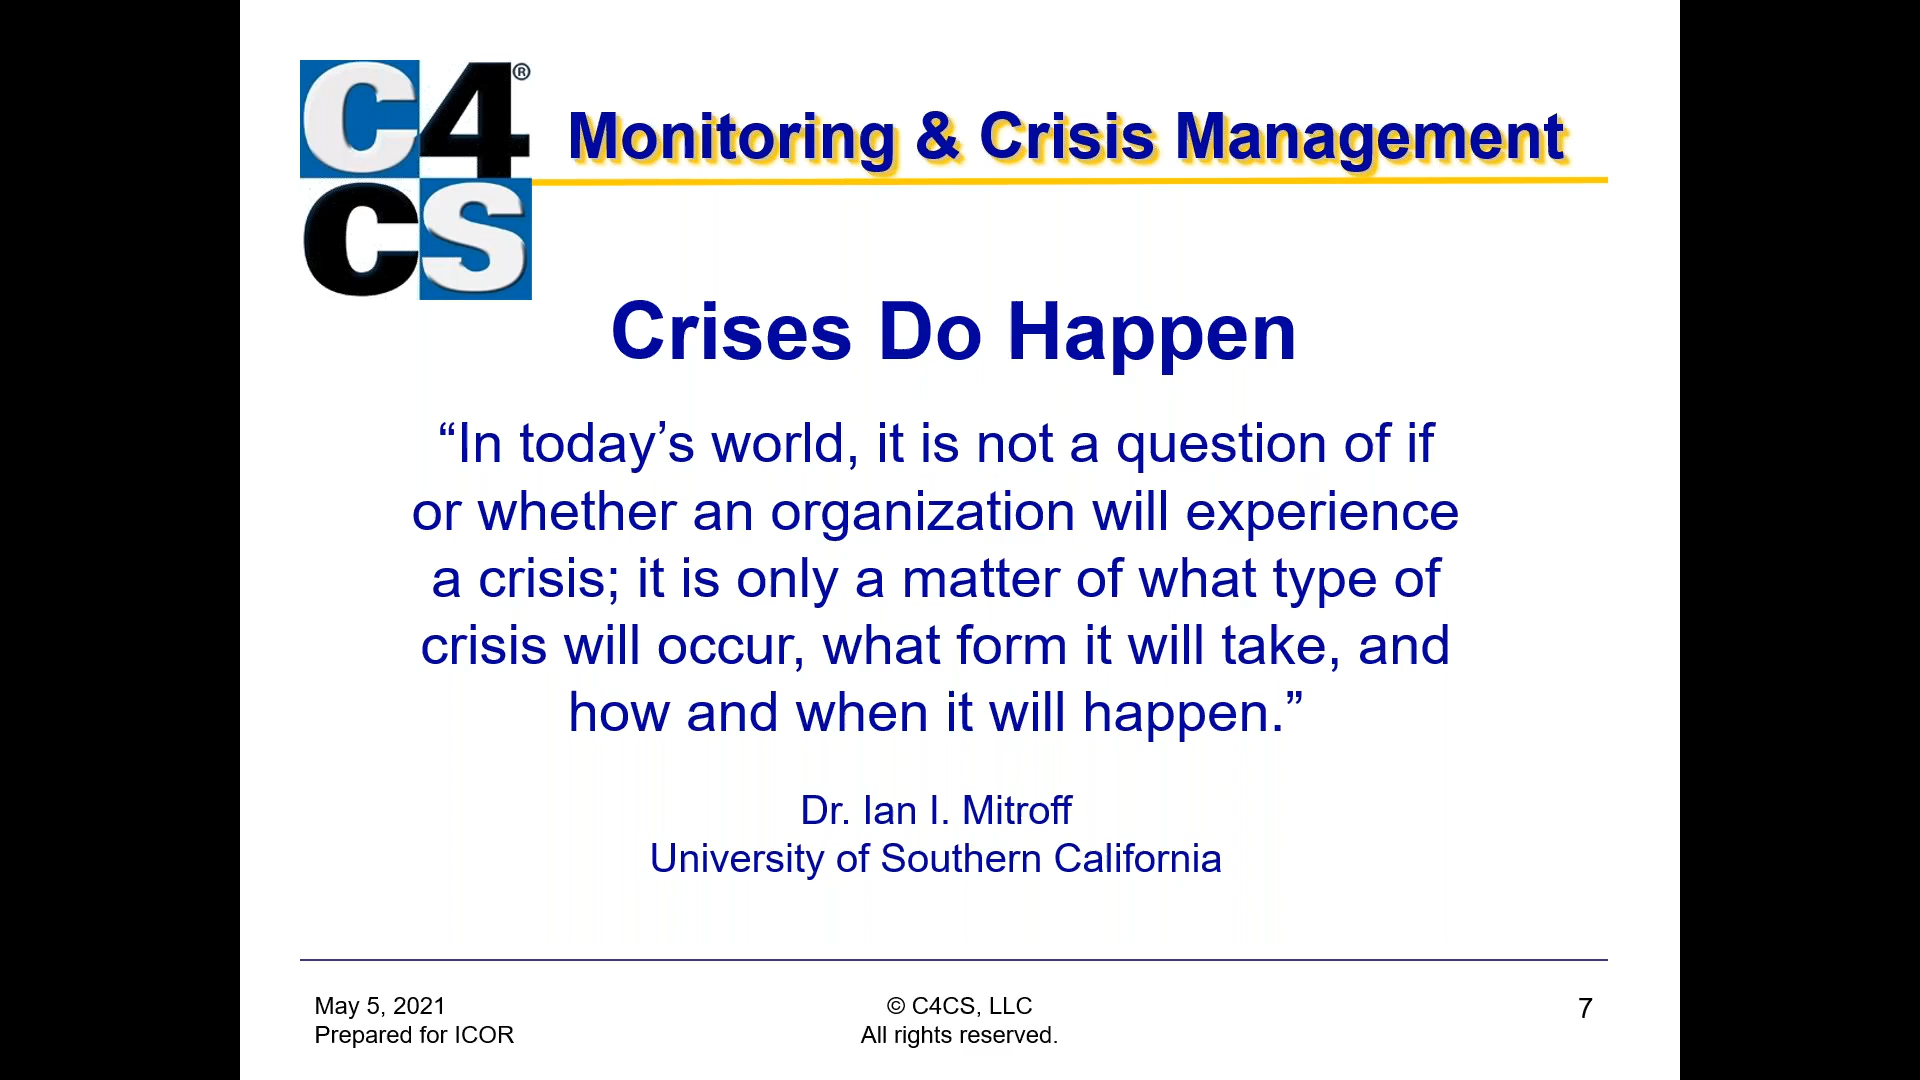 C4®
CS
Monitoring & Crisis Management
Crises Do Happen
“In today’s world, it is not a question of if
or whether an organization will experience
a crisis; it is only a matter of what type of
crisis will occur, what form it will take, and
how and when it will happen.”
Dr. Ian I. Mitroff
University of Southern California
May 5, 2021
Prepared for ICOR
© C4CS, LLC
All rights reserved.
7